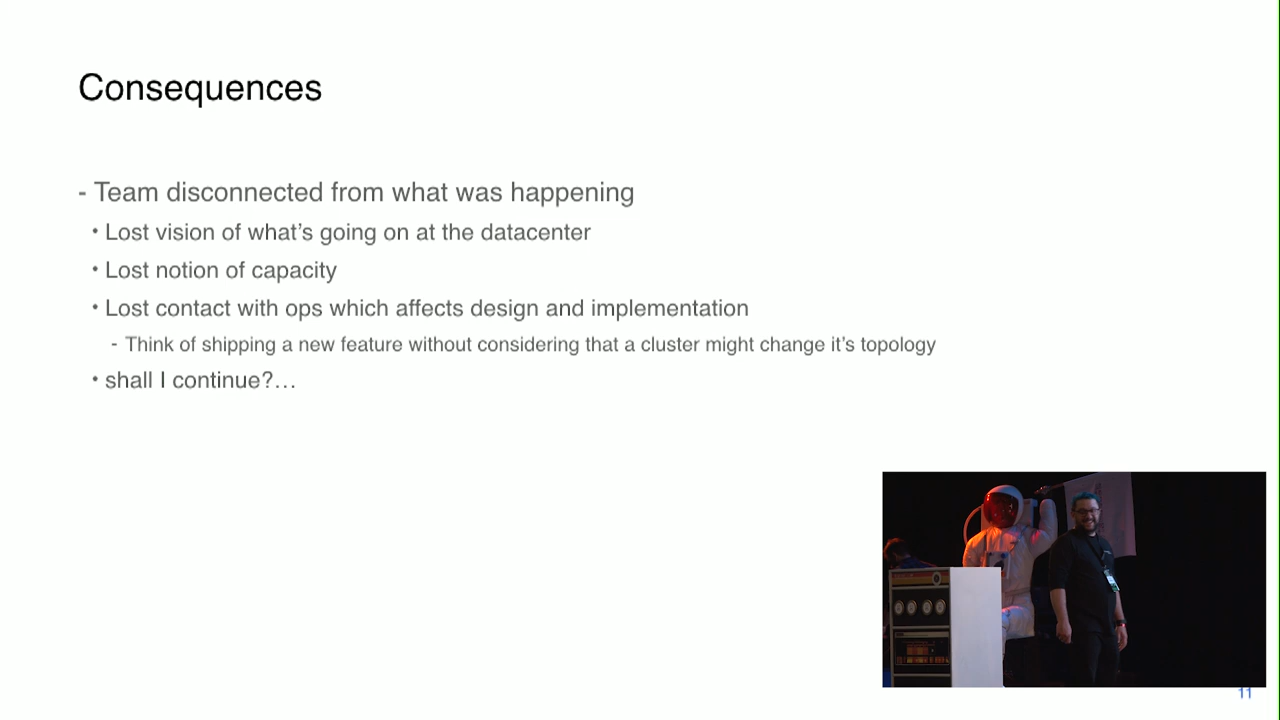 Consequences
- Team disconnected from what was happening
• Lost vision of what's going on at the datacenter
• Lost notion of capacity
• Lost contact with ops which affects design and implementation
- Think of shipping a new feature without considering that a cluster might change it's topology
• shall I continue?…
11